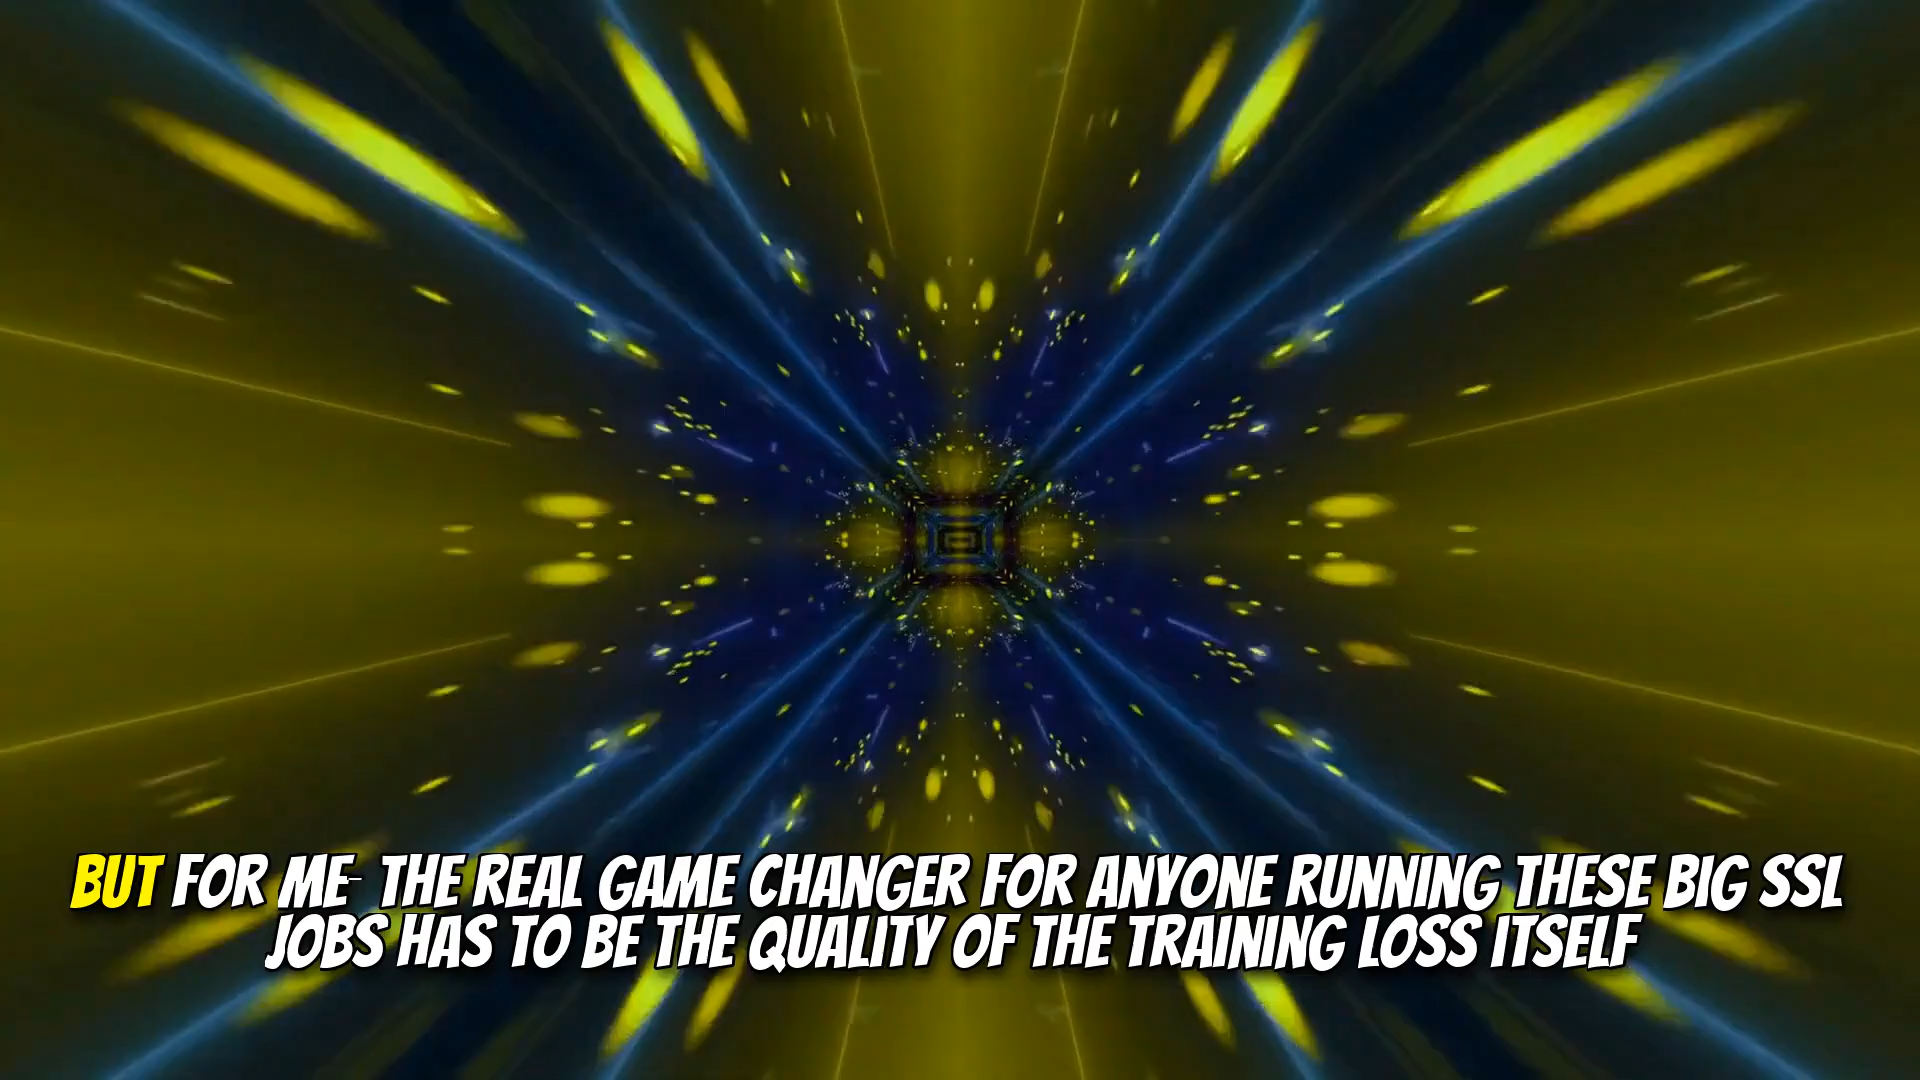 BUT FOR ME- THE REAL GAME CHANGER FOR ANYONE RUNNING THESE BIG SSL
JOBS HAS TO BE THE QUALITY OF THE TRAINING LOSS ITSELF